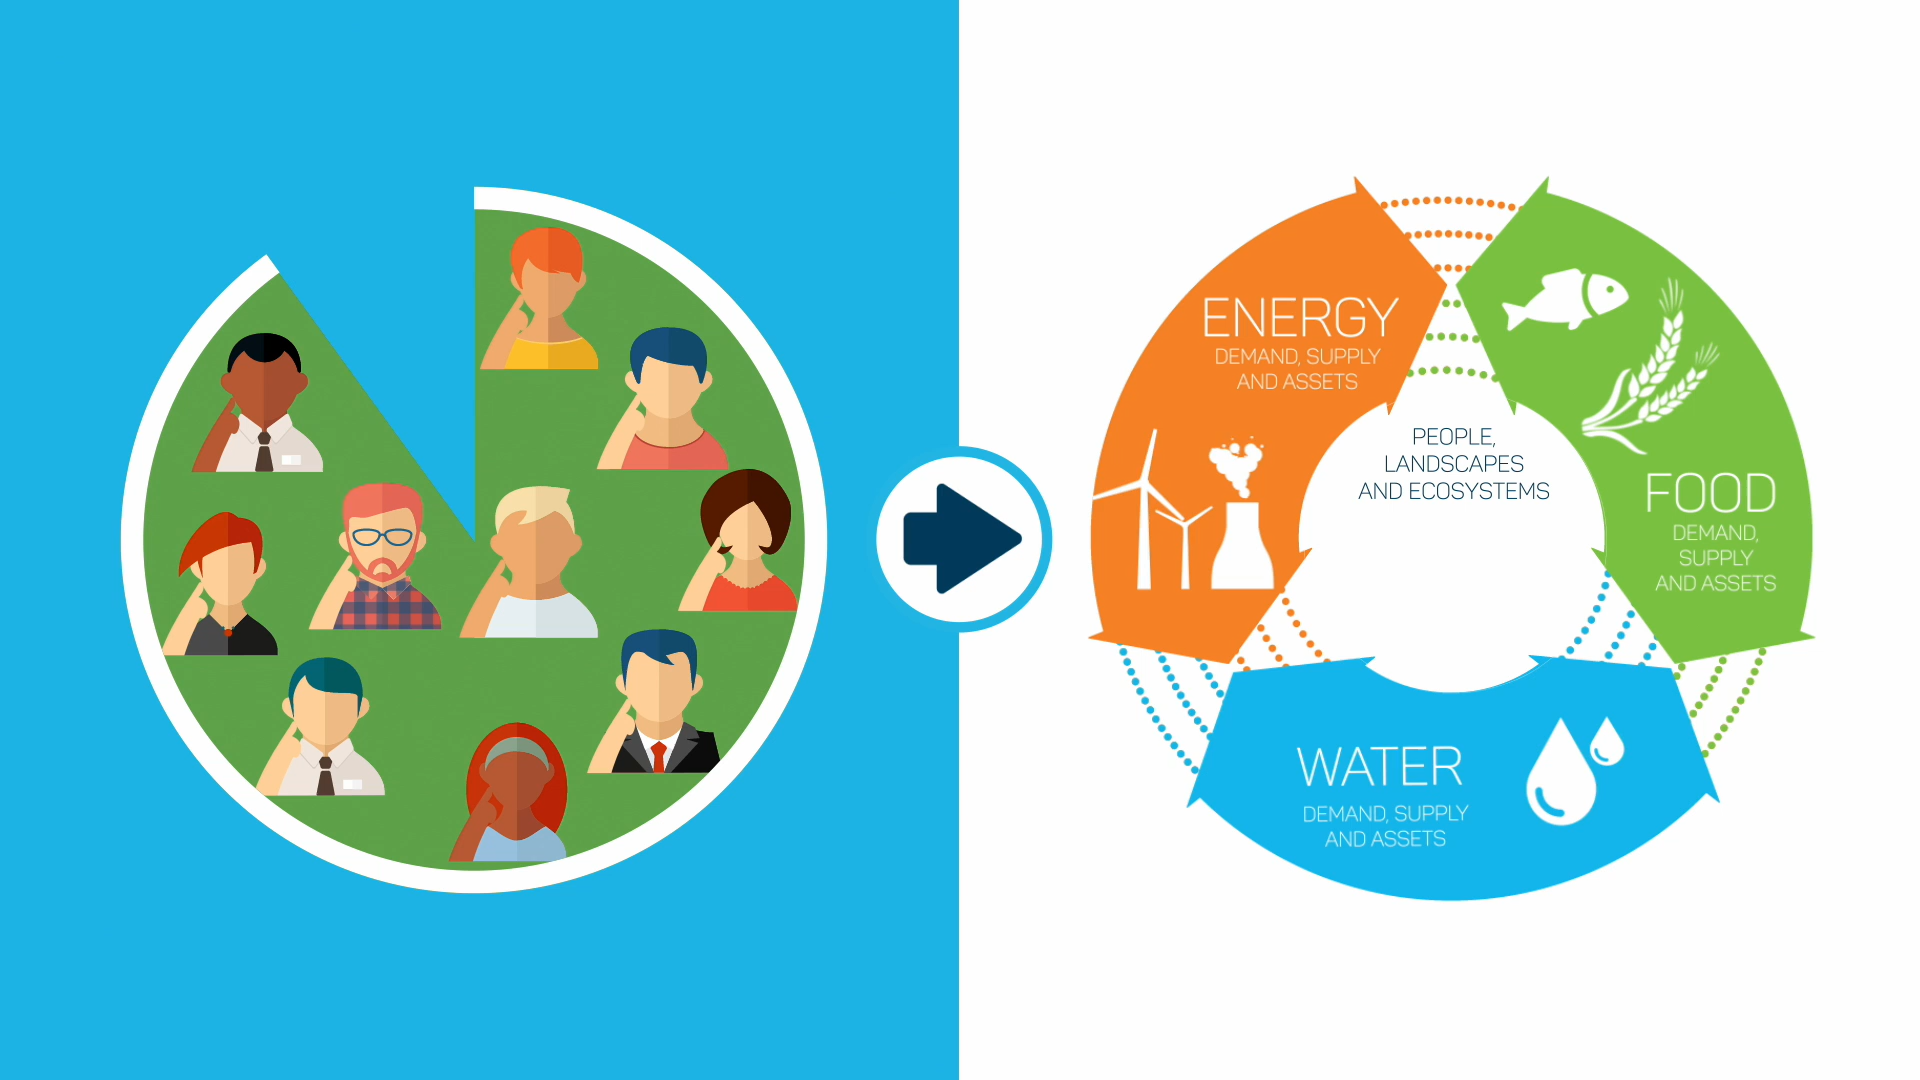 ENERGY
DEMAND, SUPPLY
AND ASSETS
PEOPLE,
LANDSCAPES
AND ECOSYSTEMS
FOOD
DEMAND,
SUPPLY
AND ASSETS
WATER
DEMAND, SUPPLY
AND ASSETS